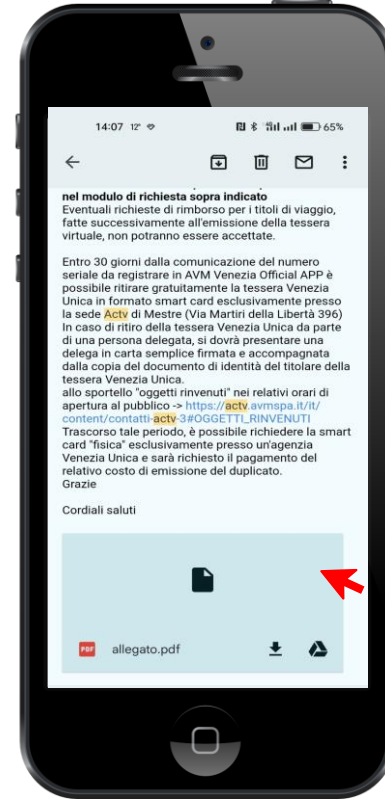 14:07 12°
65%
nel modulo di richiesta sopra indicato
Eventuali richieste di rimborso per i titoli di viaggio,
fatte successivamente all'emissione della tessera
virtuale, non potranno essere accettate.
Entro 30 giorni dalla comunicazione del numero
seriale da registrare in AVM Venezia Official APP è
possibile ritirare gratuitamente la tessera Venezia
Unica in formato smart card esclusivamente presso
la sede Actv di Mestre (Via Martiri della Libertà 396)
In caso di ritiro della tessera Venezia Unica da parte
di una persona delegata, si dovrà presentare una
delega in carta semplice firmata e accompagnata
dalla copia del documento di identità del titolare della
tessera Venezia Unica.
allo sportello "oggetti rinvenuti" nei relativi orari di
apertura al pubblico -> https://actv.avmspa.it/it/
content/contatti-actv-3#OGGETTI_RINVENUTI
Trascorso tale periodo, è possibile richiedere la smart
card "fisica" esclusivamente presso un'agenzia
Venezia Unica e sarà richiesto il pagamento del
relativo costo di emissione del duplicato.
Grazie
Cordiali saluti
PDF allegato.pdf